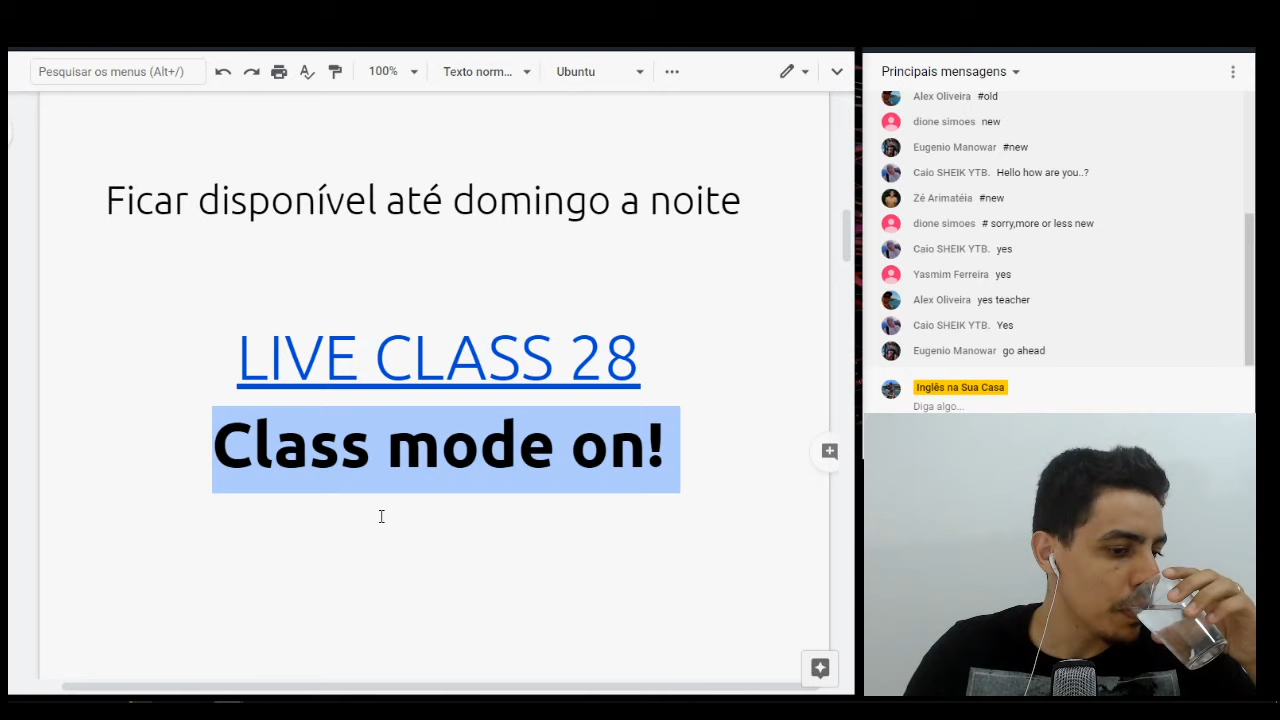 Pesquisar os menus (Alt+/)
100%
Texto norm...
Ubuntu
Ficar disponível até domingo a noite
LIVE CLASS 28
Class mode on!
Principais mensagens
Alex Oliveira #old
dione simoes new
Eugenio Manowar #new
Caio SHEIK YTB. Hello how are you..?
Zé Arimatéia #new
dione simoes # sorry,more or less new
Caio SHEIK YTB. yes
Yasmim Ferreira yes
Alex Oliveira yes teacher
Caio SHEIK YTB. Yes
Eugenio Manowar go ahead
Inglês na Sua Casa
Diga algo...